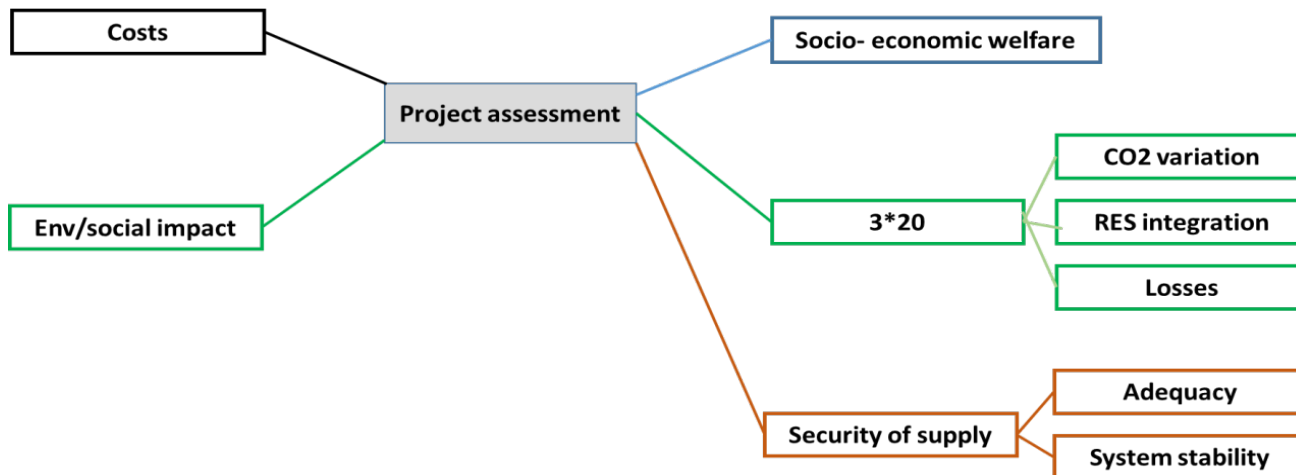 Costs
Socio- economic welfare
Project assessment
CO2 variation
Env/social impact
3*20
RES integration
Losses
Adequacy
Security of supply
System stability